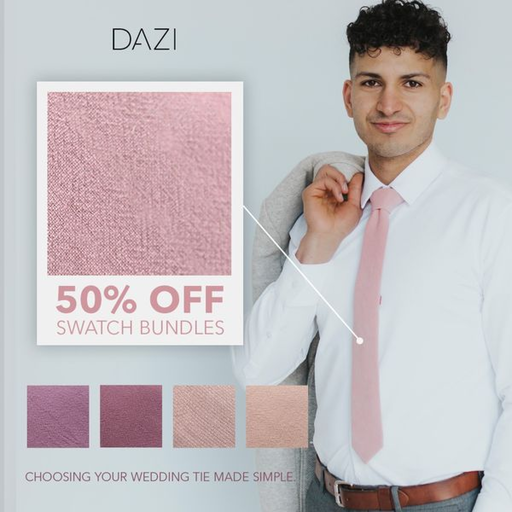 DAZI
50% OFF
SWATCH BUNDLES
CHOOSING YOUR WEDDING TIE MADE SIMPLE.